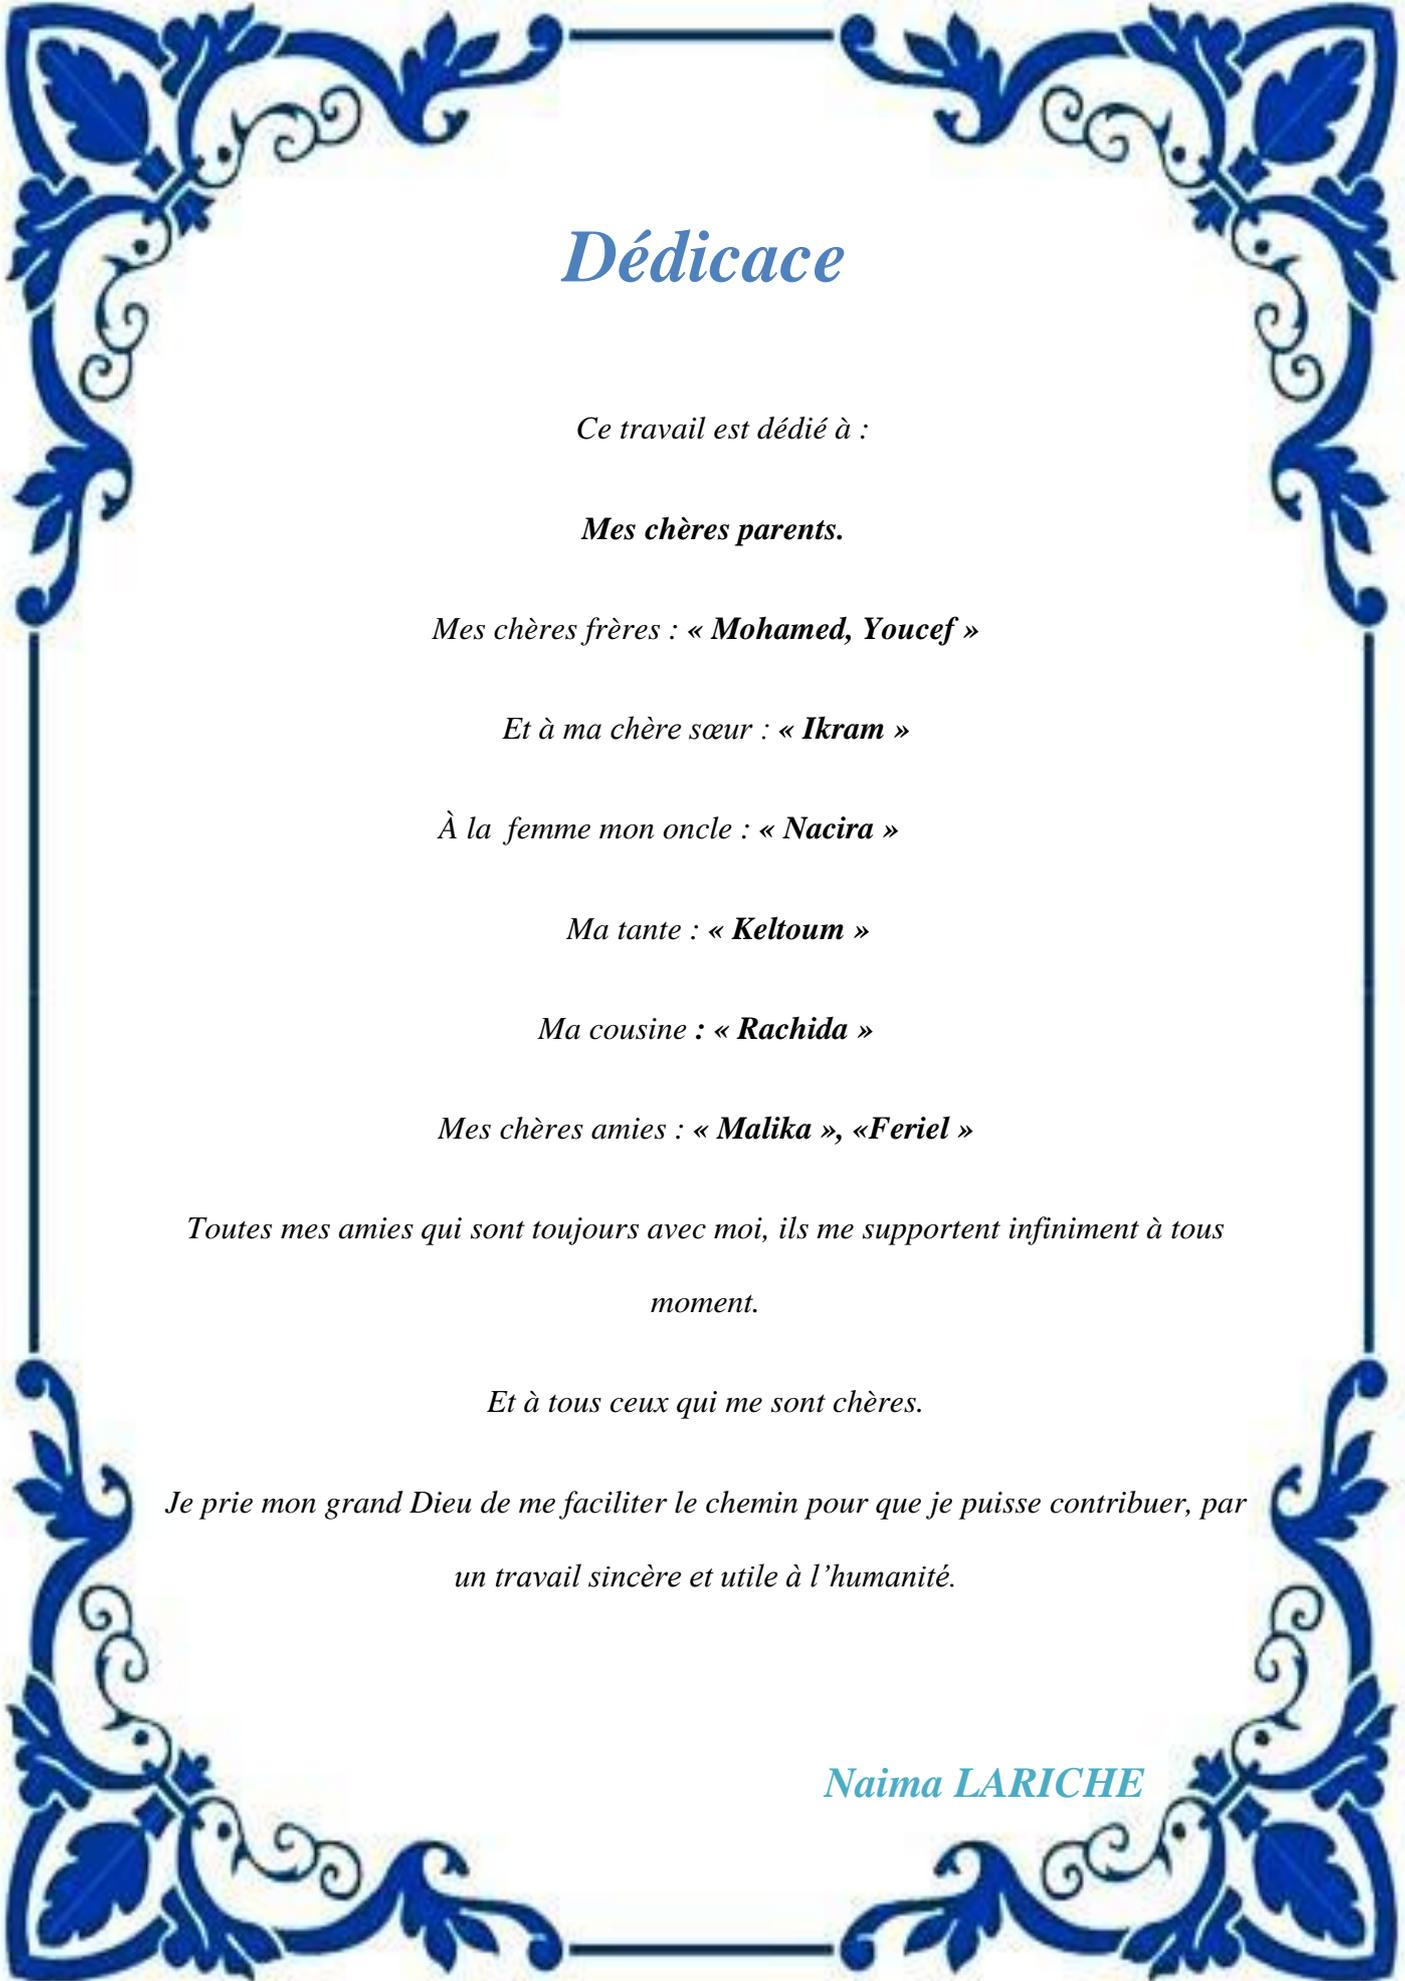 Dédicace
Ce travail est dédié à :
Mes chères parents.
Mes chères frères : « Mohamed, Youcef »
Et à ma chère sœur : « Ikram »
À la  femme mon oncle : « Nacira »
Ma tante : « Keltoum »
Ma cousine : « Rachida »
Mes chères amies : « Malika », «Feriel »
Toutes mes amies qui sont toujours avec moi, ils me supportent infiniment à tous
moment.
Et à tous ceux qui me sont chères.
Je prie mon grand Dieu de me faciliter le chemin pour que je puisse contribuer, par
un travail sincère et utile à l’humanité.
Naima LARICHE